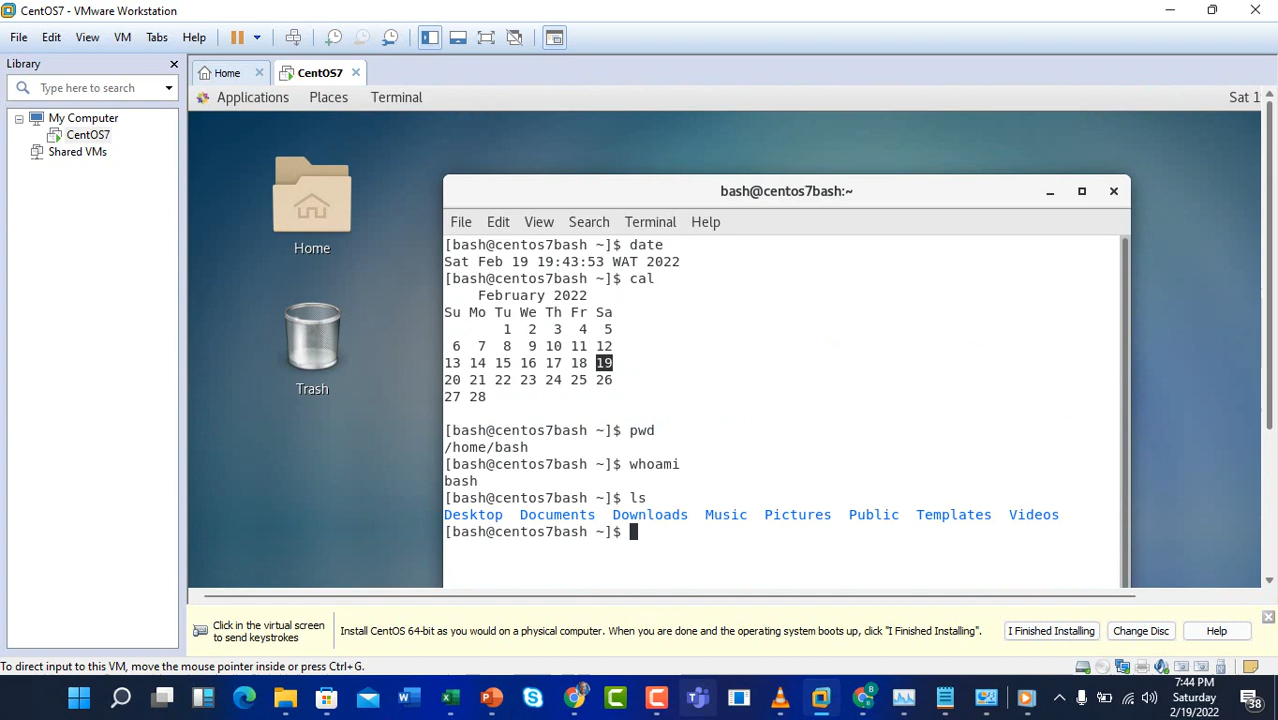 CentOS7 - VMware Workstation
File Edit View VM Tabs Help
Library
Type here to search
My Computer
CentOS7
Shared VMs
Home
CentOS7
Applications Places Terminal
Sat 1
Home
Trash
bash@centos7bash:~
File Edit View Search Terminal Help
[bash@centos7bash ~]$ date
Sat Feb 19 19:43:53 WAT 2022
[bash@centos7bash ~]$ cal
February 2022
Su Mo Tu We Th Fr Sa
1 2 3 4 5
6 7 8 9 10 11 12
13 14 15 16 17 18 19
20 21 22 23 24 25 26
27 28
[bash@centos7bash ~]$ pwd
/home/bash
[bash@centos7bash ~]$ whoami
bash
[bash@centos7bash ~]$ ls
Desktop Documents Downloads Music Pictures Public Templates Videos
[bash@centos7bash ~]$
Click in the virtual screen
to send keystrokes
Install CentOS 64-bit as you would on a physical computer. When you are done and the operating system boots up, click "I Finished Installing".
I Finished Installing
Change Disc
Help
To direct input to this VM, move the mouse pointer inside or press Ctrl+G.
7:44 PM
Saturday
2/19/2022
38